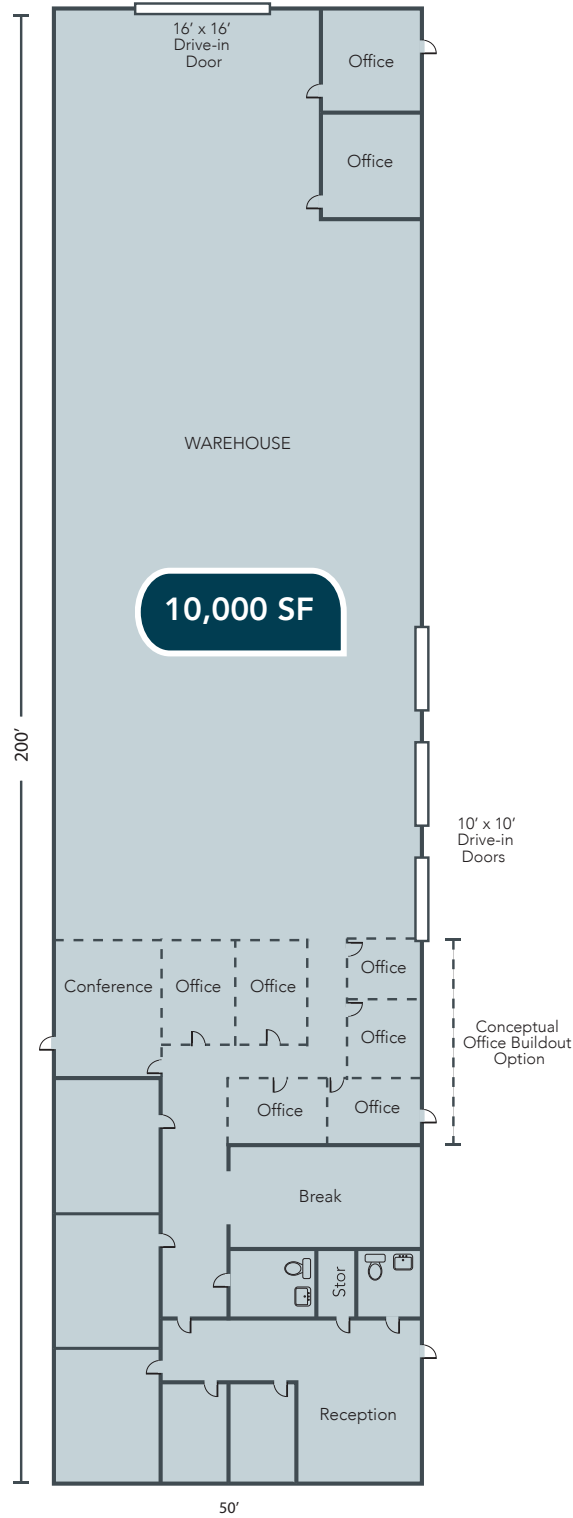 16’ x 16’
Drive-in
Door
Office
Office
WAREHOUSE
10,000 SF
200’
10’ x 10’
Drive-in
Doors
Conference
Office
Office
Office
Office
Conceptual
Office Buildout
Option
Office
Office
Break
Stor
Reception
50’